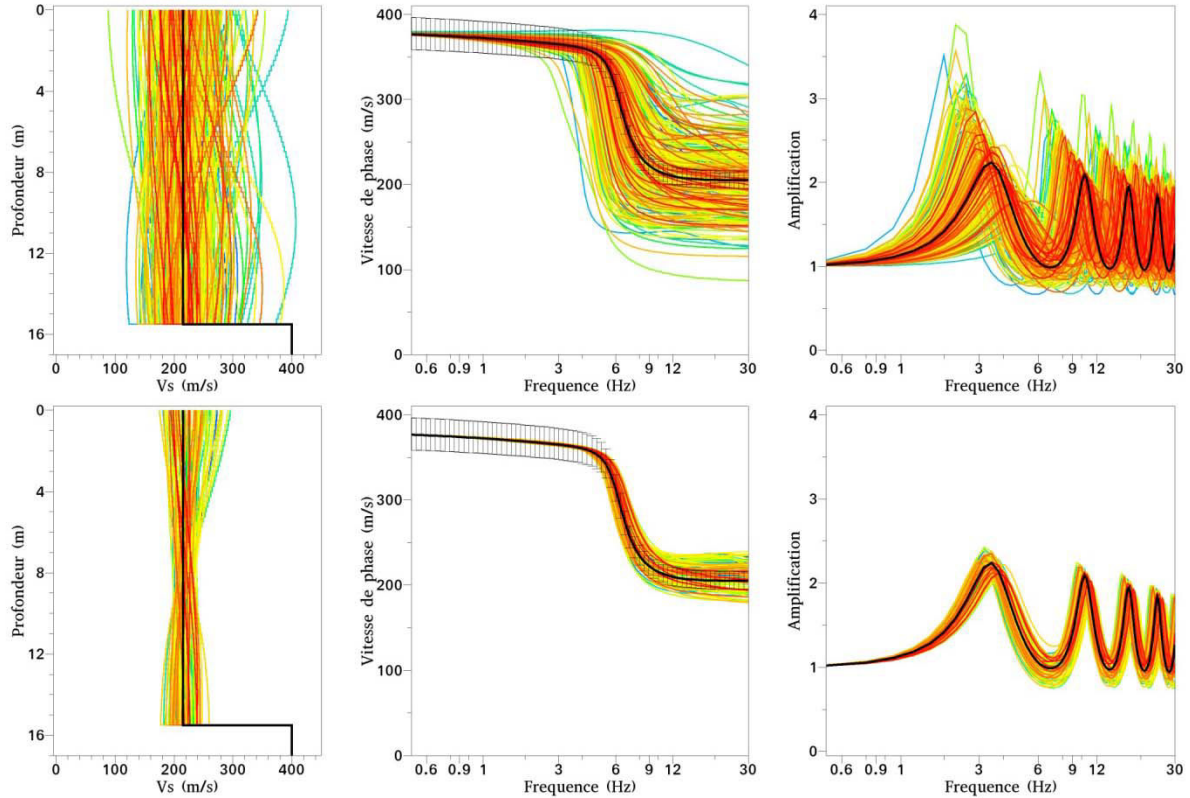 0
4
8
12
16
Profondeur (m)
0 100 200 300 400
Vs (m/s)
400
300
200
100
0
Vitesse de phase (m/s)
0.6 0.9 1 3 6 9 12 30
Frequence (Hz)
4
3
2
1
0
Amplification
0.6 1 3 6 9 12 30
Frequence (Hz)
0
4
8
12
16
Profondeur (m)
0 100 200 300 400
Vs (m/s)
400
300
200
100
0
Vitesse de phase (m/s)
0.6 0.9 1 3 6 9 12 30
Frequence (Hz)
4
3
2
1
0
Amplification
0.6 1 3 6 9 12 30
Frequence (Hz)